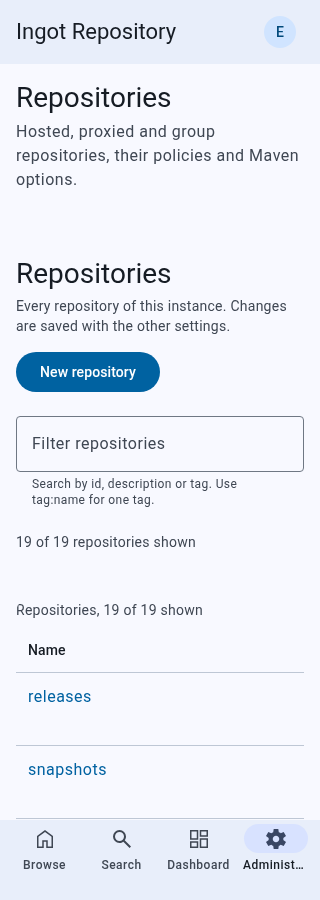 Ingot Repository
E
Repositories
Hosted, proxied and group
repositories, their policies and Maven
options.
Repositories
Every repository of this instance. Changes
are saved with the other settings.
New repository
Filter repositories
Search by id, description or tag. Use
tag:name for one tag.
19 of 19 repositories shown
Repositories, 19 of 19 shown
Name
releases
snapshots
Browse
Search
Dashboard
Administ…